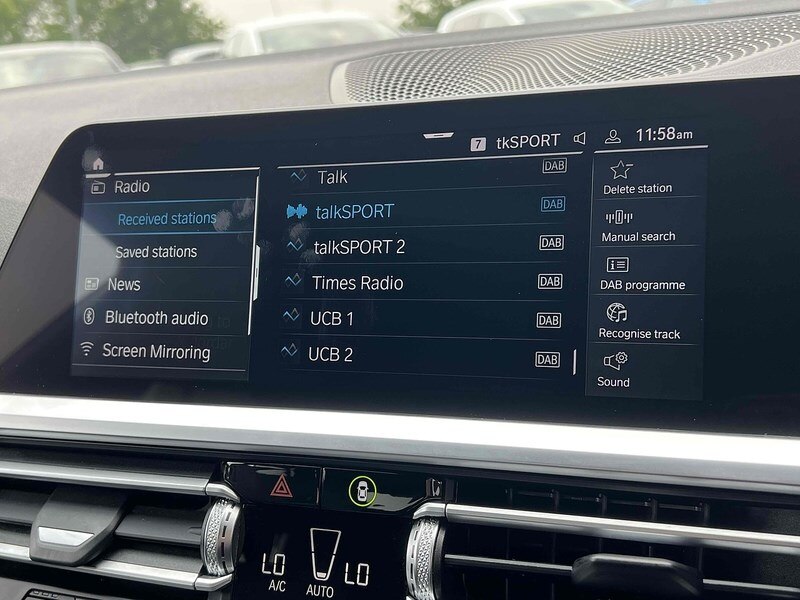 7 tkSPORT 11:58am
Radio
Received stations
Saved stations
News
Bluetooth audio
Screen Mirroring
Talk DAB
talkSPORT DAB
talkSPORT 2 DAB
Times Radio DAB
UCB 1 DAB
UCB 2 DAB
Delete station
Manual search
DAB programme
Recognise track
Sound
LO LO
A/C AUTO